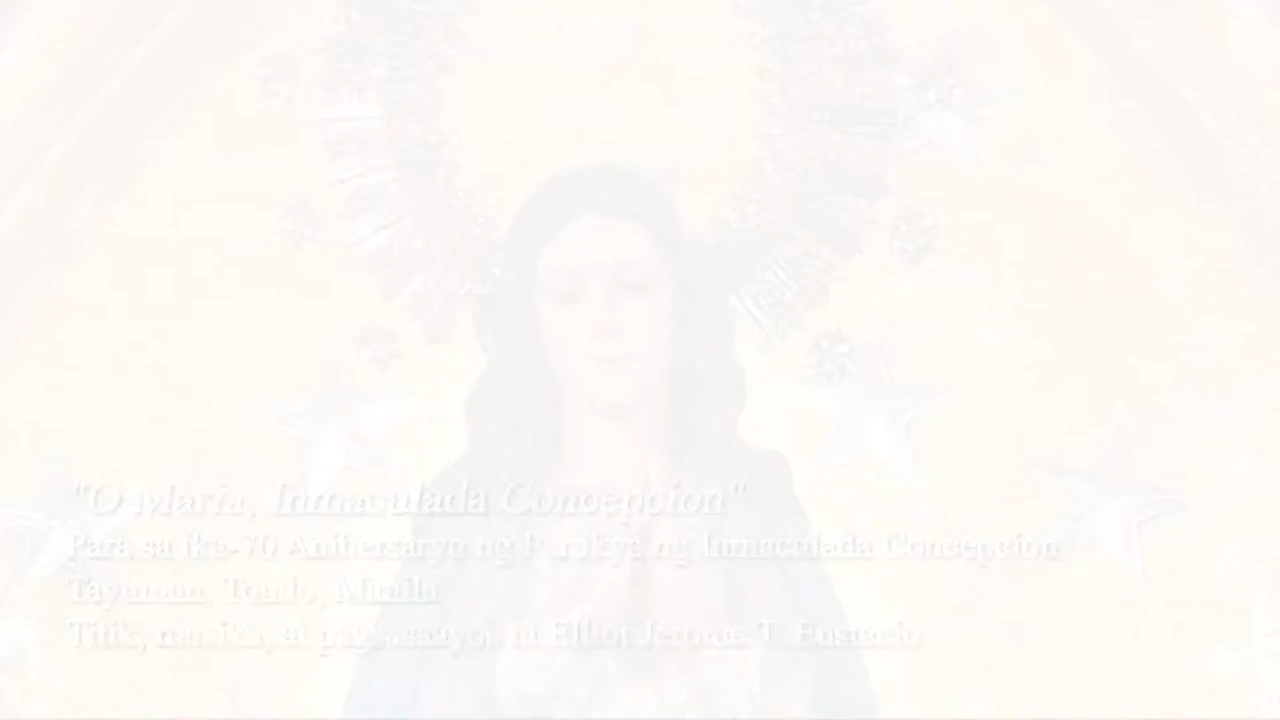 "O Maria, Inmaculada Concepcion"
Para sa ika-70 Anibersaryo ng Parokya ng Inmaculada Concepcion
Tayuman, Tondo, Manila
Titik, musika, at pagsasaayos ni Elliot Jerome T. Eustacio